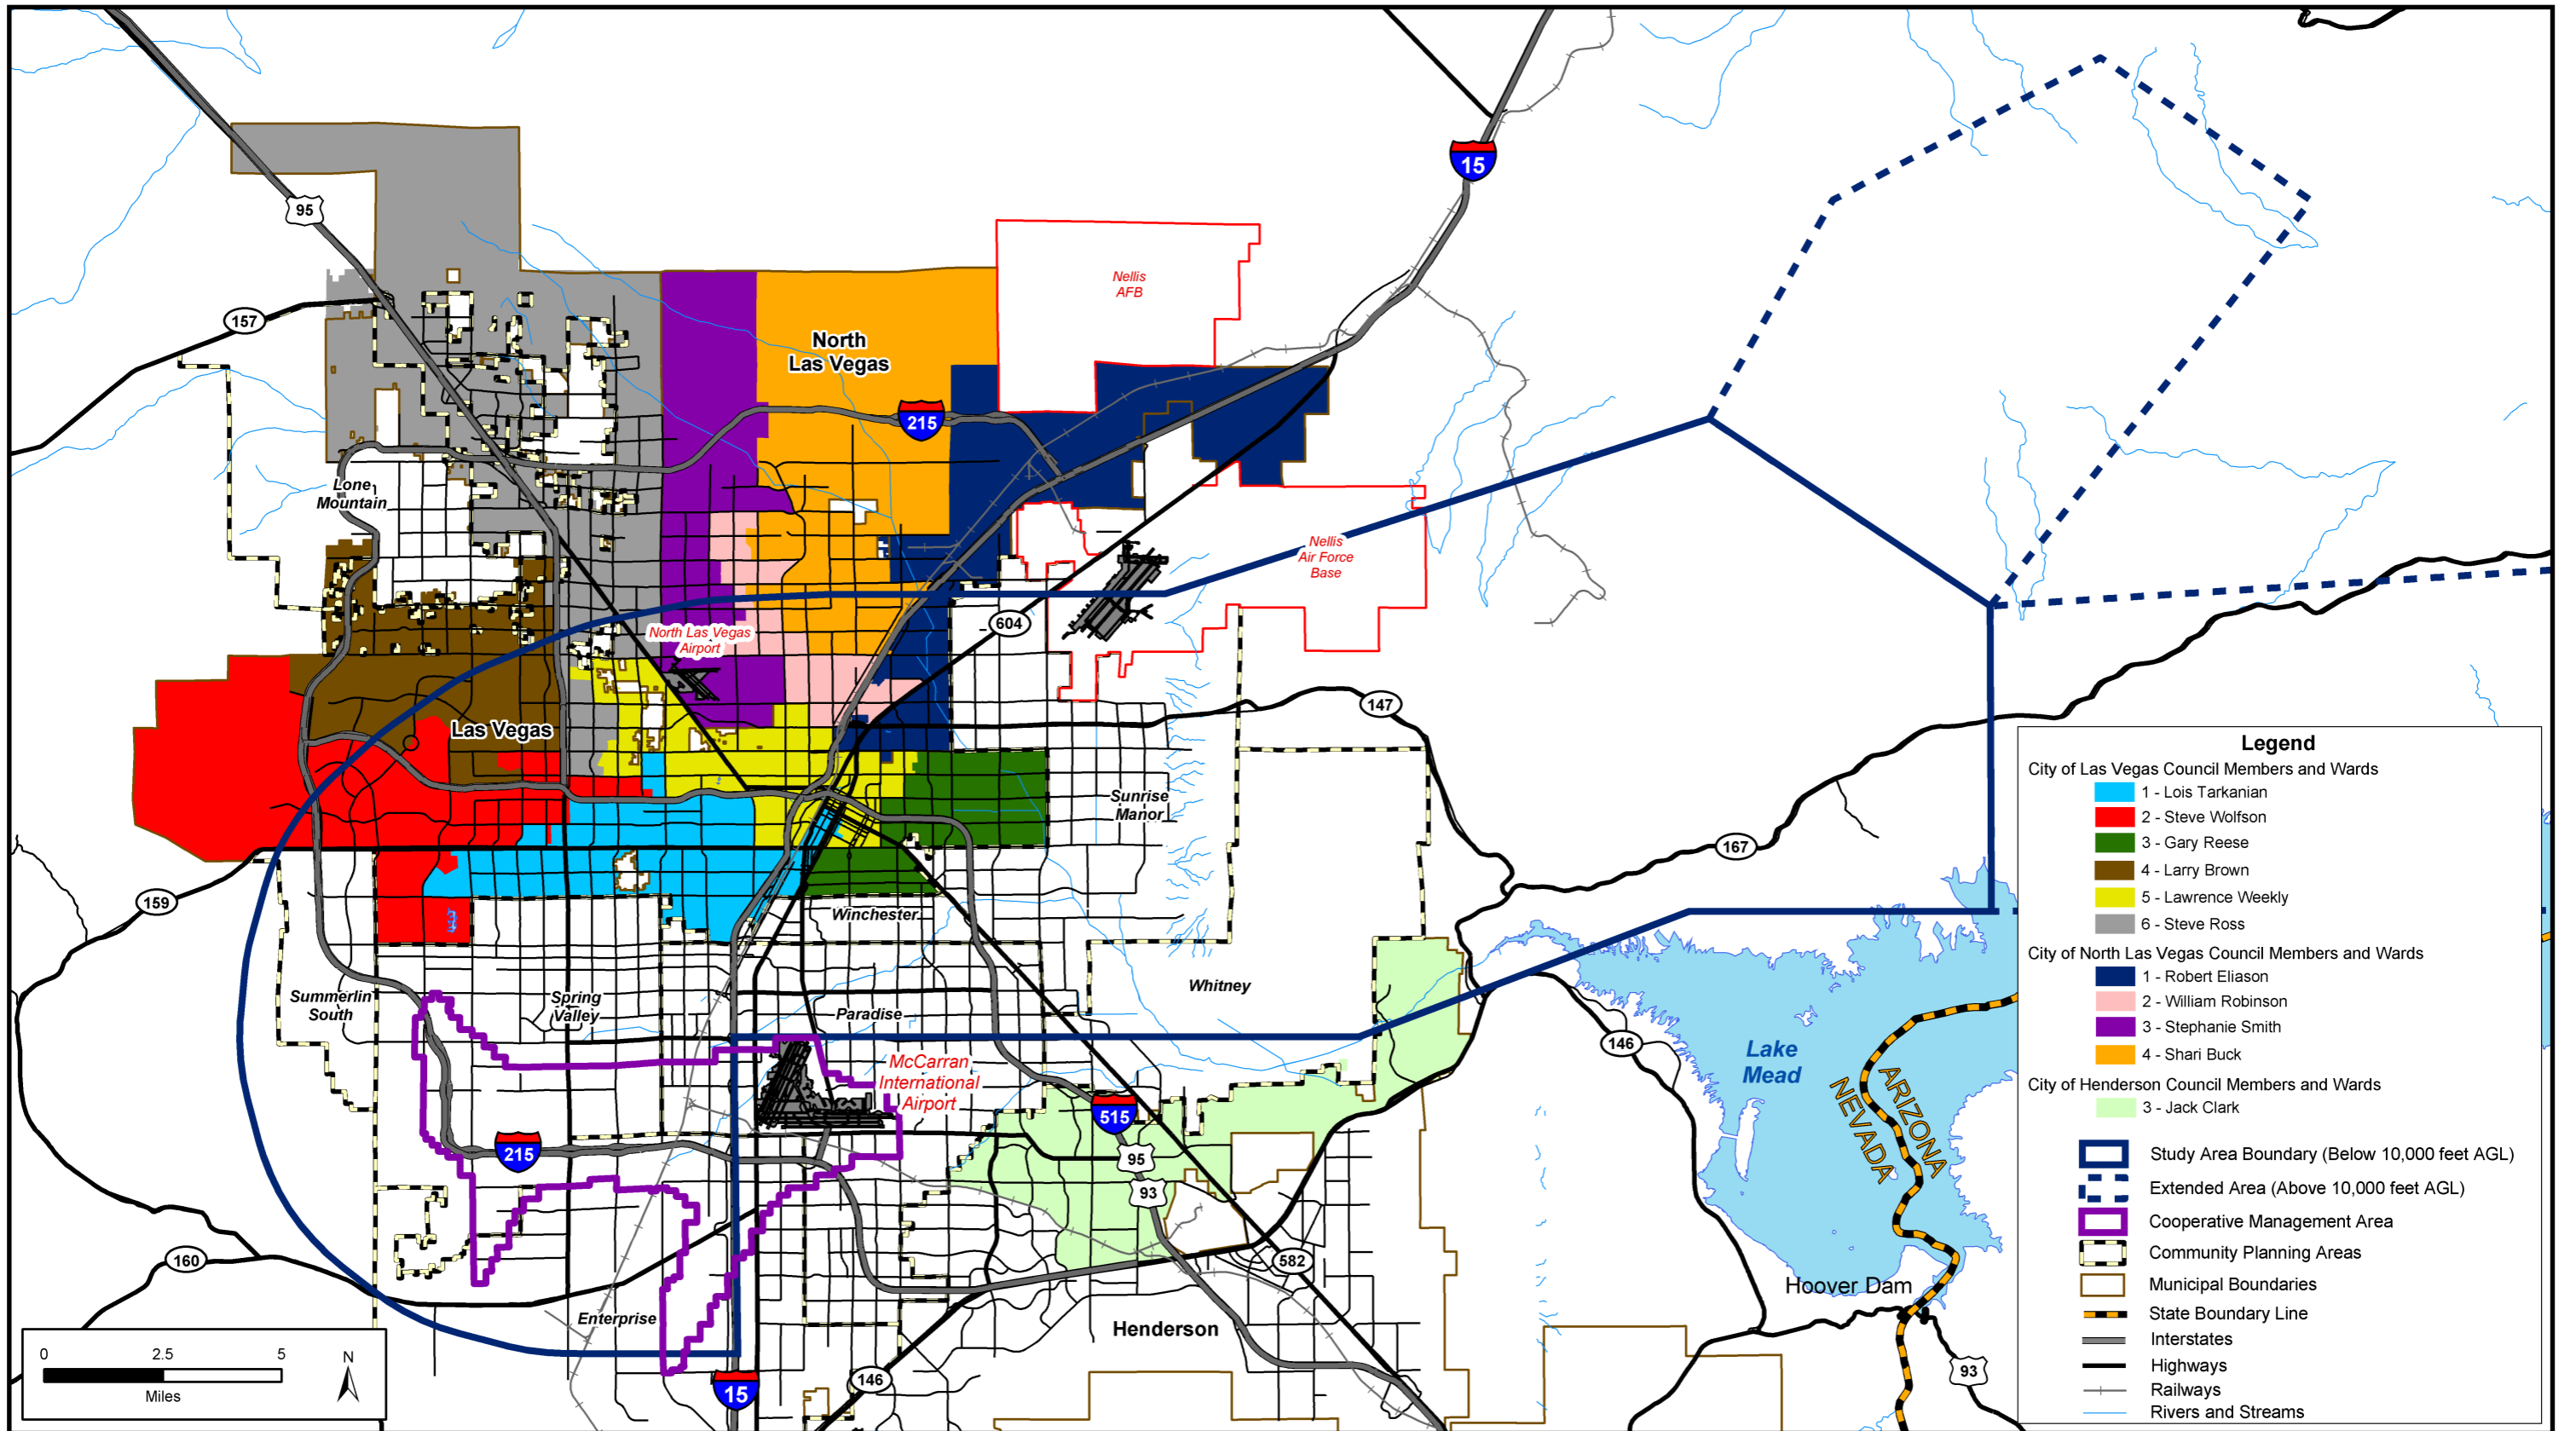 15
95
Nellis
AFB
157
North
Las Vegas
215
Lone
Mountain
Nellis
Air Force
Base
604
North Las Vegas
Airport
147
Las Vegas
Sunrise
Manor
167
159
Winchester
Whitney
Summerlin
South
Spring
Valley
Paradise
McCarran
International
Airport
146
Lake
Mead
ARIZONA
NEVADA
515
215
95
93
160
582
Hoover Dam
Enterprise
Henderson
146
15
93
0
2.5
5
Miles
N
Legend
City of Las Vegas Council Members and Wards
1 - Lois Tarkanian
2 - Steve Wolfson
3 - Gary Reese
4 - Larry Brown
5 - Lawrence Weekly
6 - Steve Ross
City of North Las Vegas Council Members and Wards
1 - Robert Eliason
2 - William Robinson
3 - Stephanie Smith
4 - Shari Buck
City of Henderson Council Members and Wards
3 - Jack Clark
Study Area Boundary (Below 10,000 feet AGL)
Extended Area (Above 10,000 feet AGL)
Cooperative Management Area
Community Planning Areas
Municipal Boundaries
State Boundary Line
Interstates
Highways
Railways
Rivers and Streams